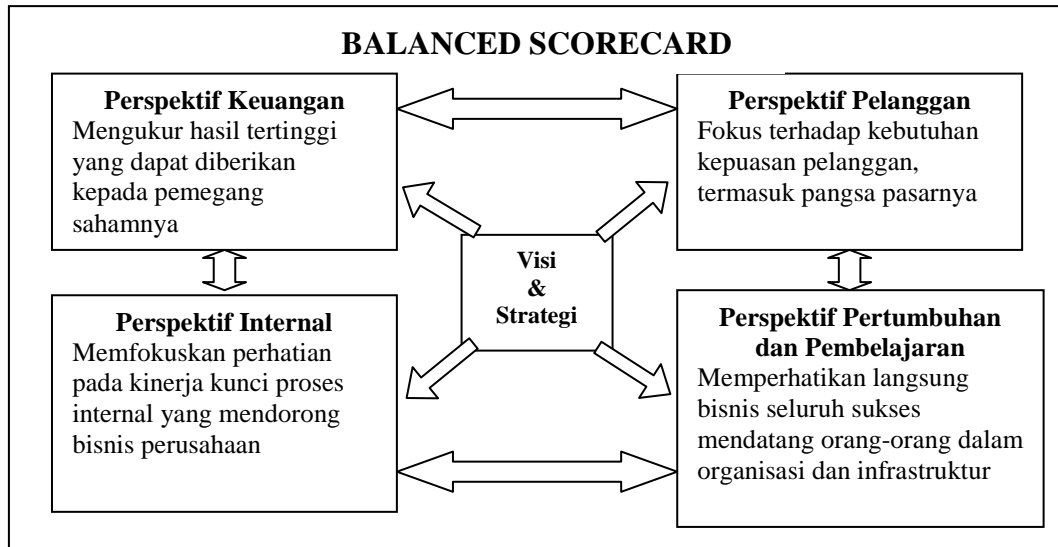 BALANCED SCORECARD
Perspektif Keuangan
Mengukur hasil tertinggi
yang dapat diberikan
kepada pemegang
sahamnya
Perspektif Pelanggan
Fokus terhadap kebutuhan
kepuasan pelanggan,
termasuk pangsa pasarnya
Visi
&
Strategi
Perspektif Internal
Memfokuskan perhatian
pada kinerja kunci proses
internal yang mendorong
bisnis perusahaan
Perspektif Pertumbuhan
dan Pembelajaran
Memperhatikan langsung
bisnis seluruh sukses
mendatang orang-orang dalam
organisasi dan infrastruktur